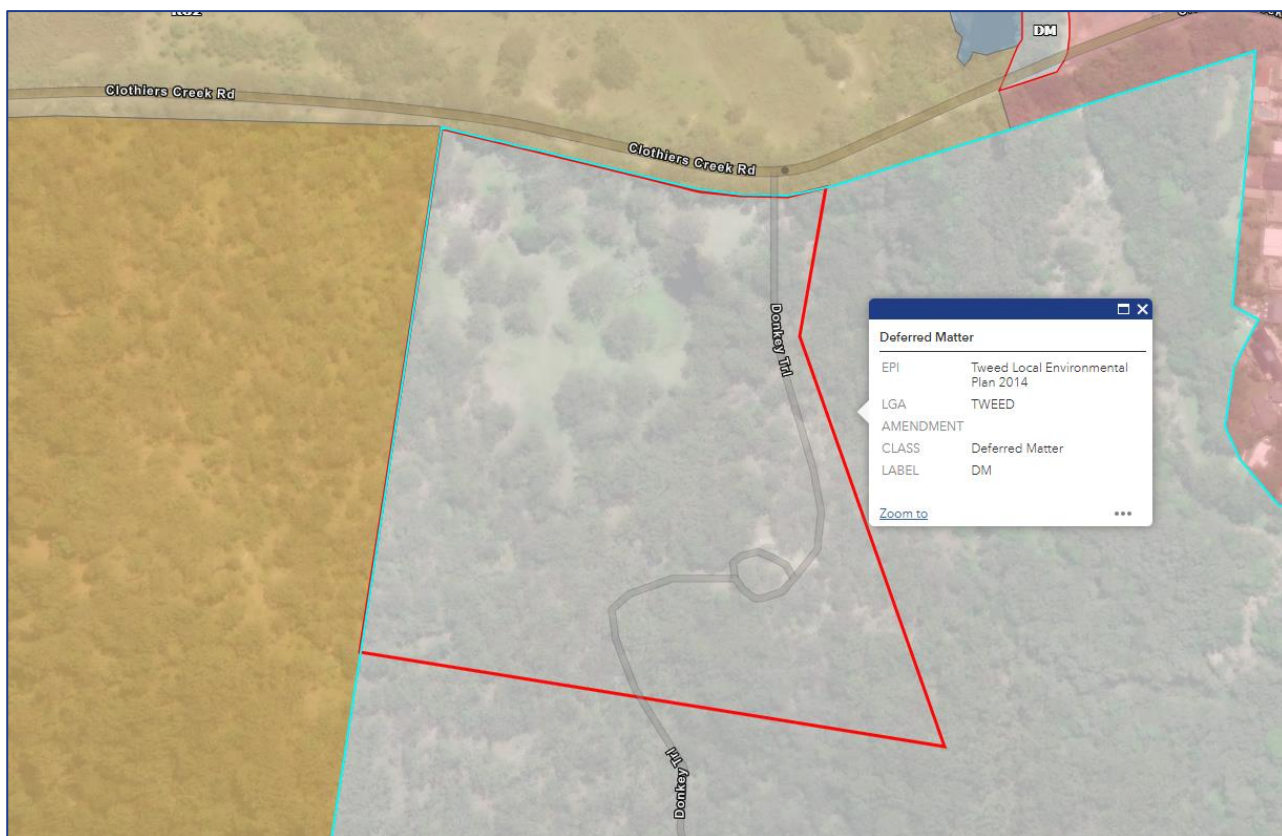 DM
Clothiers Creek Rd
Clothiers Creek Rd
Donkey Trl
Deferred Matter
EPI Tweed Local Environmental
Plan 2014
LGA TWEED
AMENDMENT
CLASS Deferred Matter
LABEL DM
Zoom to
Donkey Trl